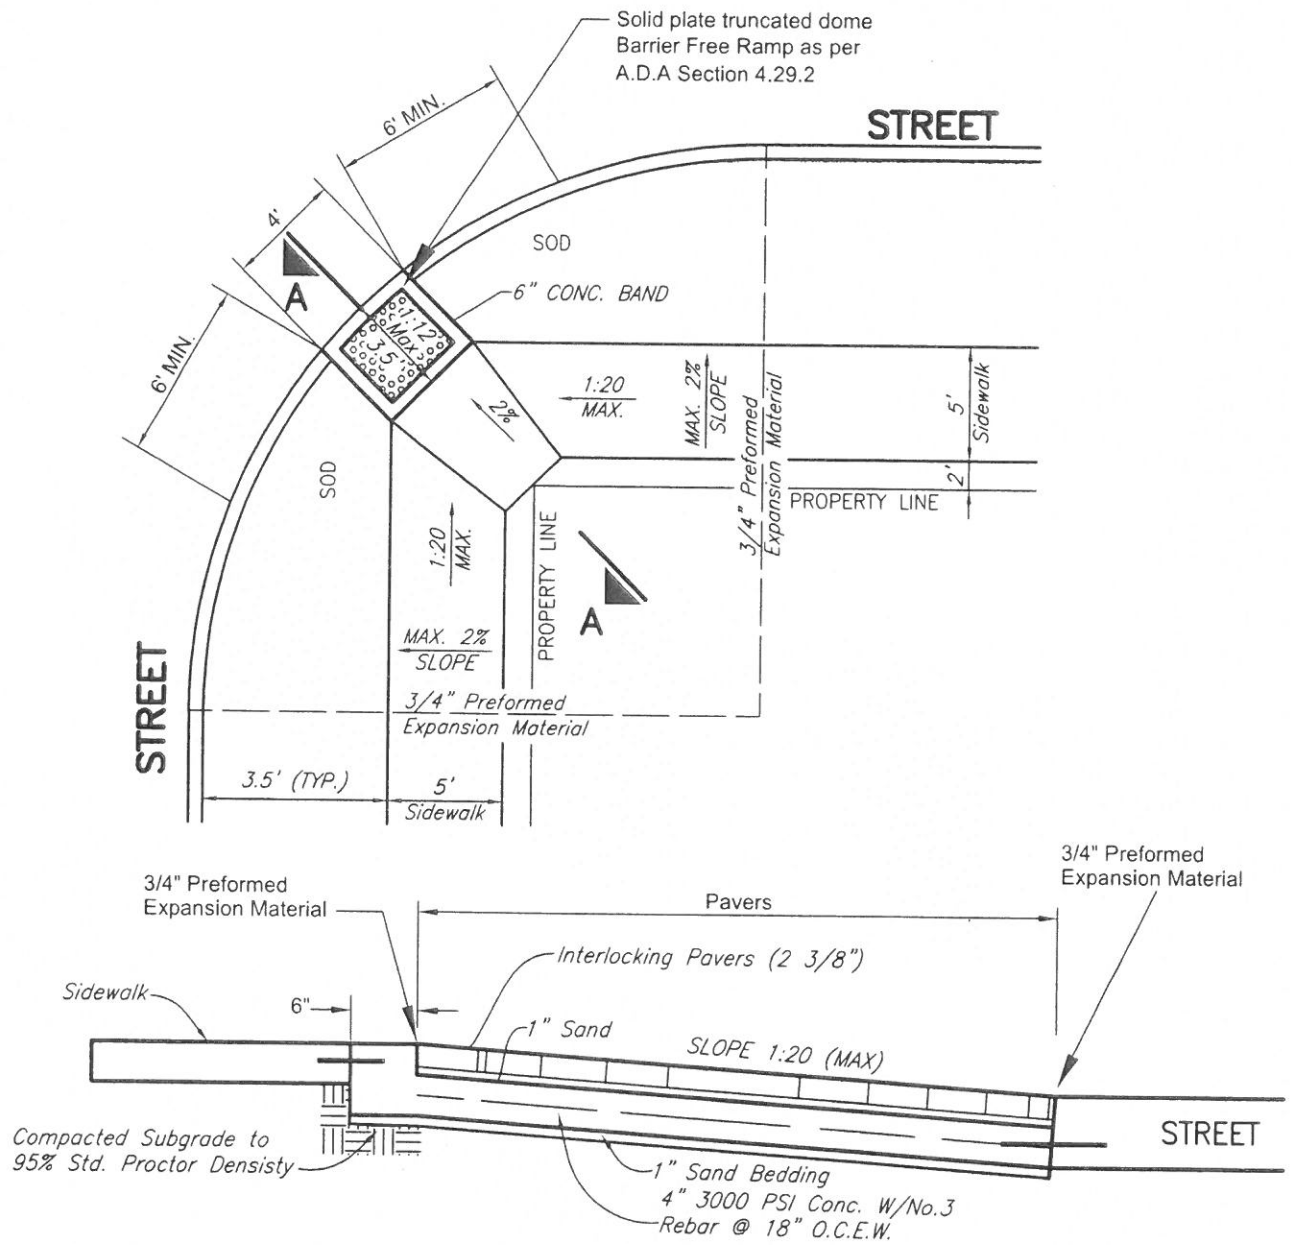 Solid plate truncated dome
Barrier Free Ramp as per
A.D.A Section 4.29.2
6' MIN.
STREET
4'
SOD
A
6" CONC. BAND
1:12
Max
3.5'
6' MIN.
2%
1:20
MAX.
MAX. 2%
SLOPE
5'
Sidewalk
2'
3/4" Preformed
Expansion Material
PROPERTY LINE
SOD
1:20
MAX.
PROPERTY LINE
A
MAX. 2%
SLOPE
3/4" Preformed
Expansion Material
STREET
3.5' (TYP.)
5'
Sidewalk
3/4" Preformed
Expansion Material
Pavers
3/4" Preformed
Expansion Material
Interlocking Pavers (2 3/8")
Sidewalk
6"
1" Sand
SLOPE 1:20 (MAX)
STREET
Compacted Subgrade to
95% Std. Proctor Densisty
1" Sand Bedding
4" 3000 PSI Conc. W/No.3
Rebar @ 18" O.C.E.W.